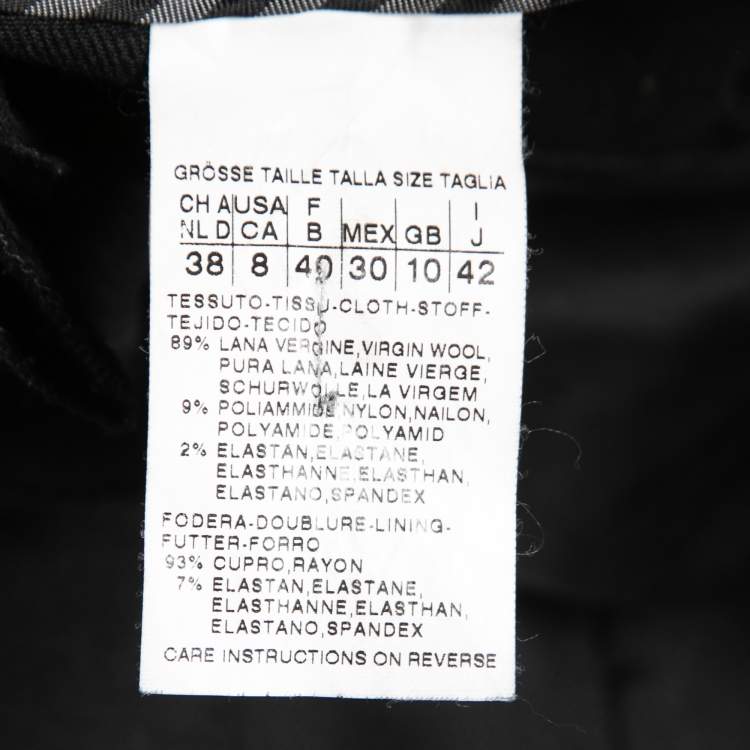 GRÖSSE TAILLE TALLA SIZE TAGLIA
CH A USA F I
NL D CA B MEX GB J
38 8 40 30 10 42
TESSUTO-TISSU-CLOTH-STOFF-
TEJIDO-TECIDO
89% LANA VERGINE,VIRGIN WOOL,
PURA LANA,LAINE VIERGE,
SCHURWOLLE,LA VIRGEM
9% POLIAMMIDE,NYLON,NAILON,
POLYAMIDE,POLYAMID
2% ELASTAN,ELASTANE,
ELASTHANNE,ELASTHAN,
ELASTANO,SPANDEX
FODERA-DOUBLURE-LINING-
FUTTER-FORRO
93% CUPRO,RAYON
7% ELASTAN,ELASTANE,
ELASTHANNE,ELASTHAN,
ELASTANO,SPANDEX
CARE INSTRUCTIONS ON REVERSE